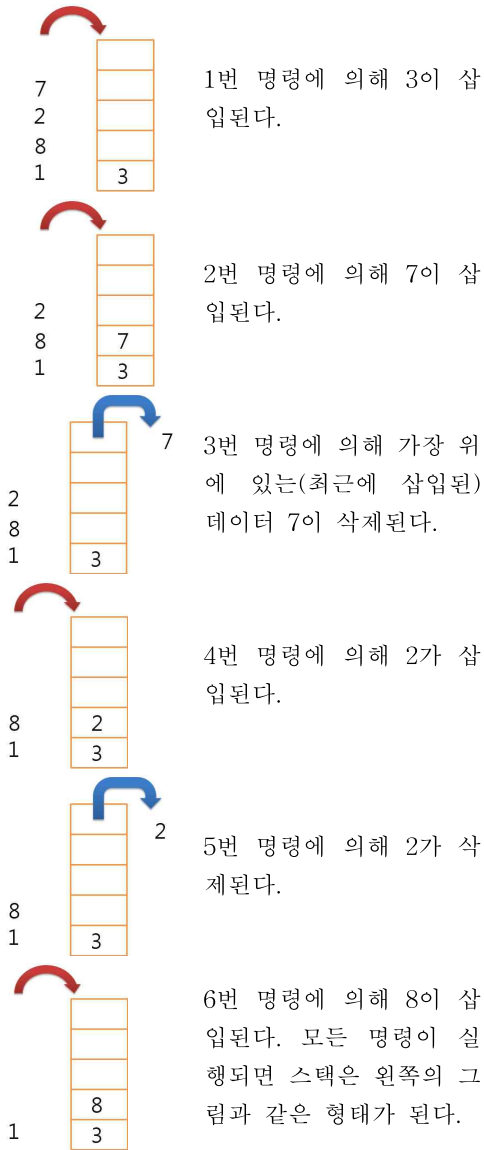 7
2
8
1
3
1번 명령에 의해 3이 삽
입된다.
2
8
1
7
3
2번 명령에 의해 7이 삽
입된다.
7
2
8
1
3
3번 명령에 의해 가장 위
에 있는(최근에 삽입된)
데이터 7이 삭제된다.
8
1
2
3
4번 명령에 의해 2가 삽
입된다.
2
8
1
3
5번 명령에 의해 2가 삭
제된다.
1
8
3
6번 명령에 의해 8이 삽
입된다. 모든 명령이 실
행되면 스택은 왼쪽의 그
림과 같은 형태가 된다.